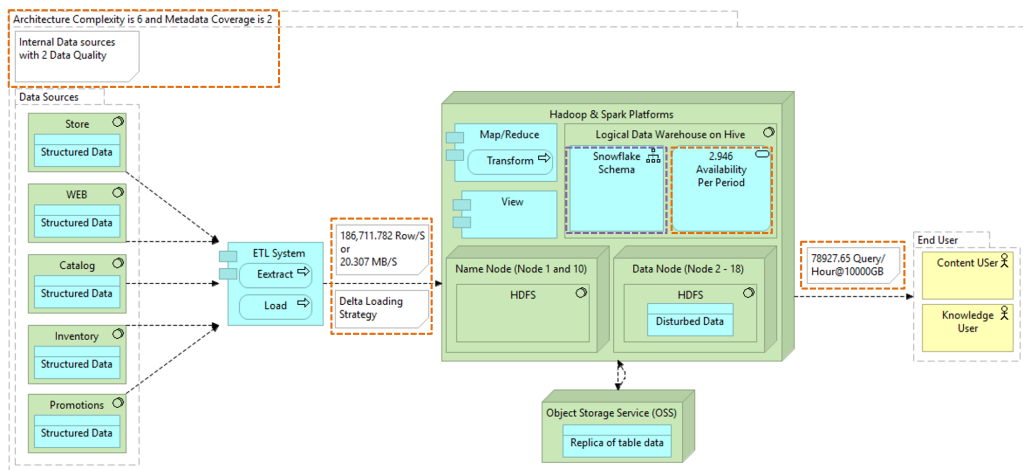 Architecture Complexity is 6 and Metadata Coverage is 2
Internal Data sources
with 2 Data Quality
Data Sources
Store
Structured Data
WEB
Structured Data
Catalog
Structured Data
Inventory
Structured Data
Promotions
Structured Data
ETL System
Eextract
Load
186,711.782 Row/S
or
20.307 MB/S
Delta Loading
Strategy
Hadoop & Spark Platforms
Map/Reduce
Transform
View
Logical Data Warehouse on Hive
Snowflake
Schema
2.946
Availability
Per Period
Name Node (Node 1 and 10)
HDFS
Data Node (Node 2 - 18)
HDFS
Disturbed Data
Object Storage Service (OSS)
Replica of table data
78927.65 Query/
Hour@10000GB
End User
Content USer
Knowledge
User